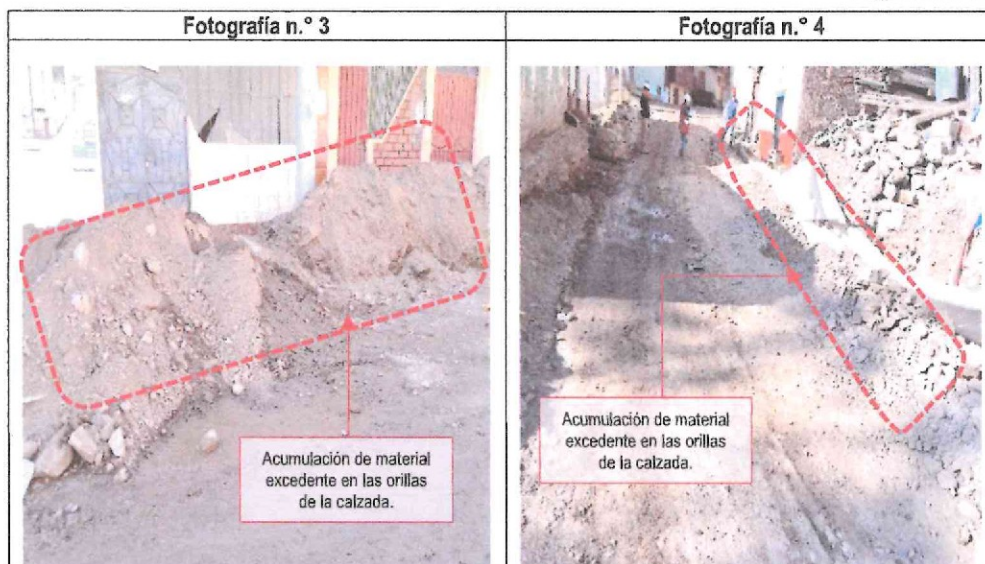 Fotografía n.° 3
Fotografía n.° 4
Acumulación de material
excedente en las orillas
de la calzada.
Acumulación de material
excedente en las orillas
de la calzada.